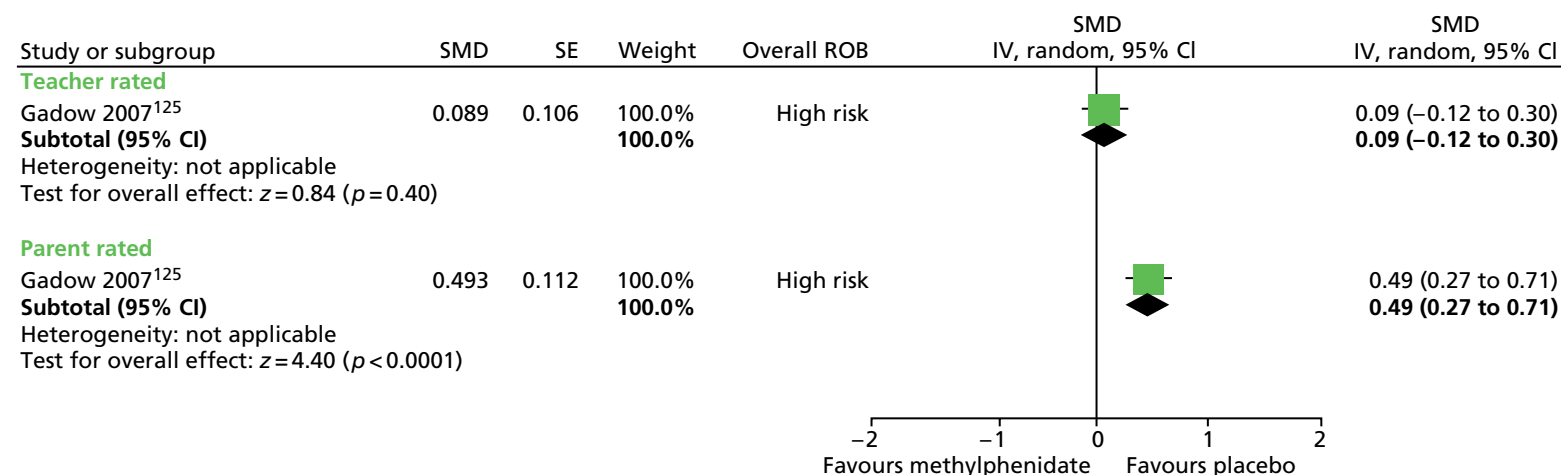 SMD SMD
Study or subgroup SMD SE Weight Overall ROB IV, random, 95% CI IV, random, 95% CI
Teacher rated
Gadow 2007¹²⁵ 0.089 0.106 100.0% High risk 0.09 (−0.12 to 0.30)
Subtotal (95% CI) 100.0% 0.09 (−0.12 to 0.30)
Heterogeneity: not applicable
Test for overall effect: z=0.84 (p=0.40)
Parent rated
Gadow 2007¹²⁵ 0.493 0.112 100.0% High risk 0.49 (0.27 to 0.71)
Subtotal (95% CI) 100.0% 0.49 (0.27 to 0.71)
Heterogeneity: not applicable
Test for overall effect: z=4.40 (p<0.0001)
−2 −1 0 1 2
Favours methylphenidate Favours placebo